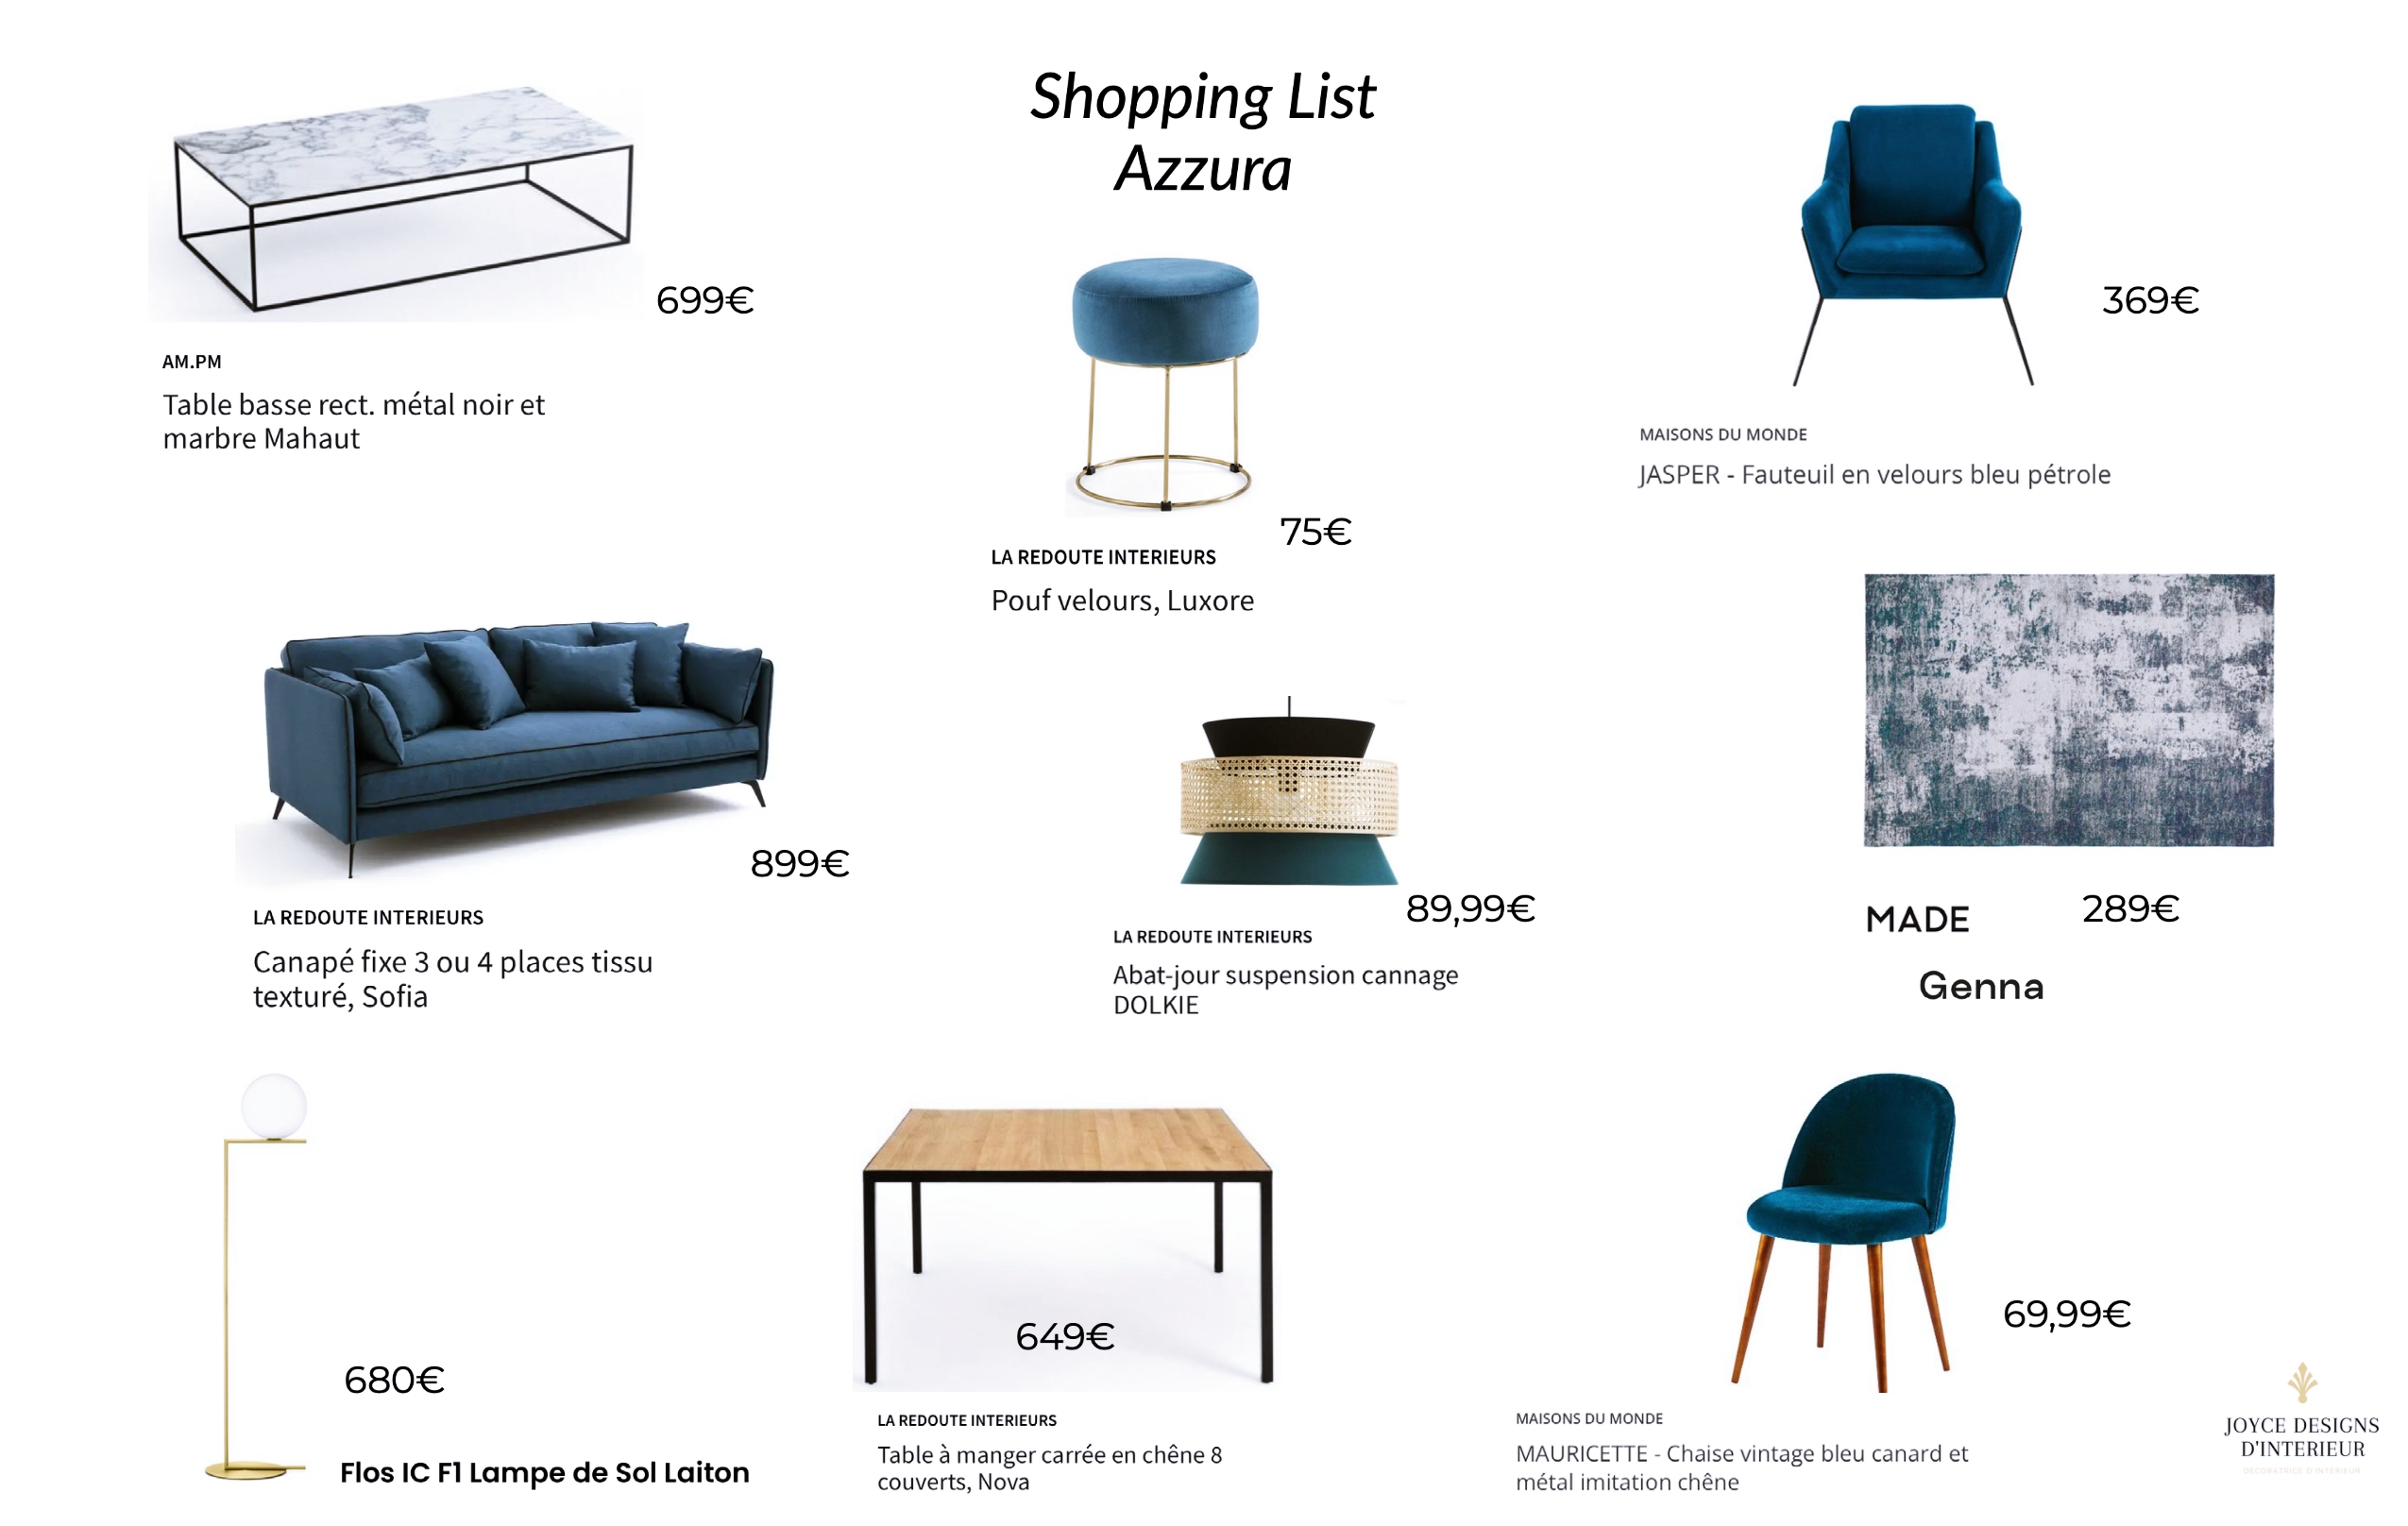 Shopping List
Azzura
699€
AM.PM
Table basse rect. métal noir et
marbre Mahaut
75€
LA REDOUTE INTERIEURS
Pouf velours, Luxore
369€
MAISONS DU MONDE
JASPER - Fauteuil en velours bleu pétrole
899€
LA REDOUTE INTERIEURS
Canapé fixe 3 ou 4 places tissu
texturé, Sofia
89,99€
LA REDOUTE INTERIEURS
Abat-jour suspension cannage
DOLKIE
MADE
289€
Genna
680€
Flos IC F1 Lampe de Sol Laiton
649€
LA REDOUTE INTERIEURS
Table à manger carrée en chêne 8
couverts, Nova
69,99€
MAISONS DU MONDE
MAURICETTE - Chaise vintage bleu canard et
métal imitation chêne
JOYCE DESIGNS
D'INTERIEUR
DECORATRICE D'INTERIEUR